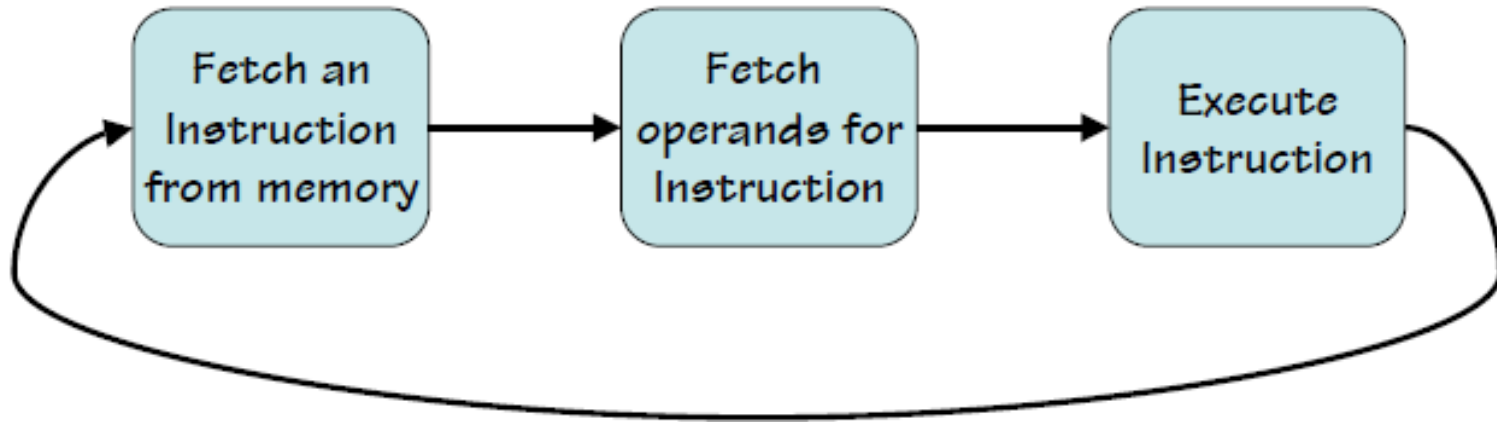 Fetch an
Instruction
from memory
Fetch
operands for
Instruction
Execute
Instruction